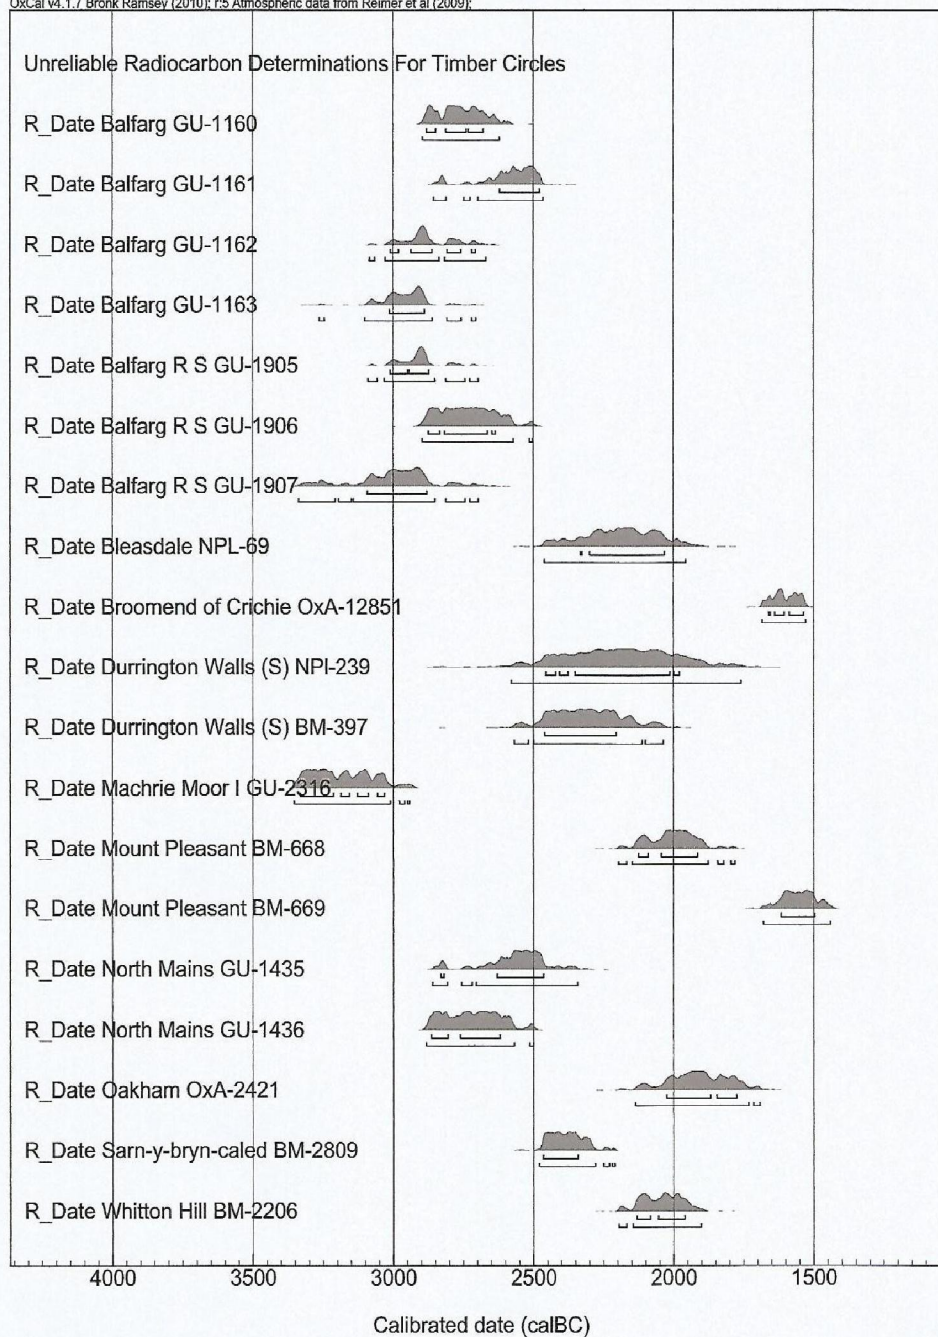 OxCal v4.1.7 Bronk Ramsey (2010); r:5 Atmospheric data from Reimer et al (2009);
Unreliable Radiocarbon Determinations For Timber Circles
R_Date Balfarg GU-1160
R_Date Balfarg GU-1161
R_Date Balfarg GU-1162
R_Date Balfarg GU-1163
R_Date Balfarg R S GU-1905
R_Date Balfarg R S GU-1906
R_Date Balfarg R S GU-1907
R_Date Bleasdale NPL-69
R_Date Broomend of Crichie OxA-12851
R_Date Durrington Walls (S) NPl-239
R_Date Durrington Walls (S) BM-397
R_Date Machrie Moor I GU-2316
R_Date Mount Pleasant BM-668
R_Date Mount Pleasant BM-669
R_Date North Mains GU-1435
R_Date North Mains GU-1436
R_Date Oakham OxA-2421
R_Date Sarn-y-bryn-caled BM-2809
R_Date Whitton Hill BM-2206
4000 3500 3000 2500 2000 1500
Calibrated date (calBC)